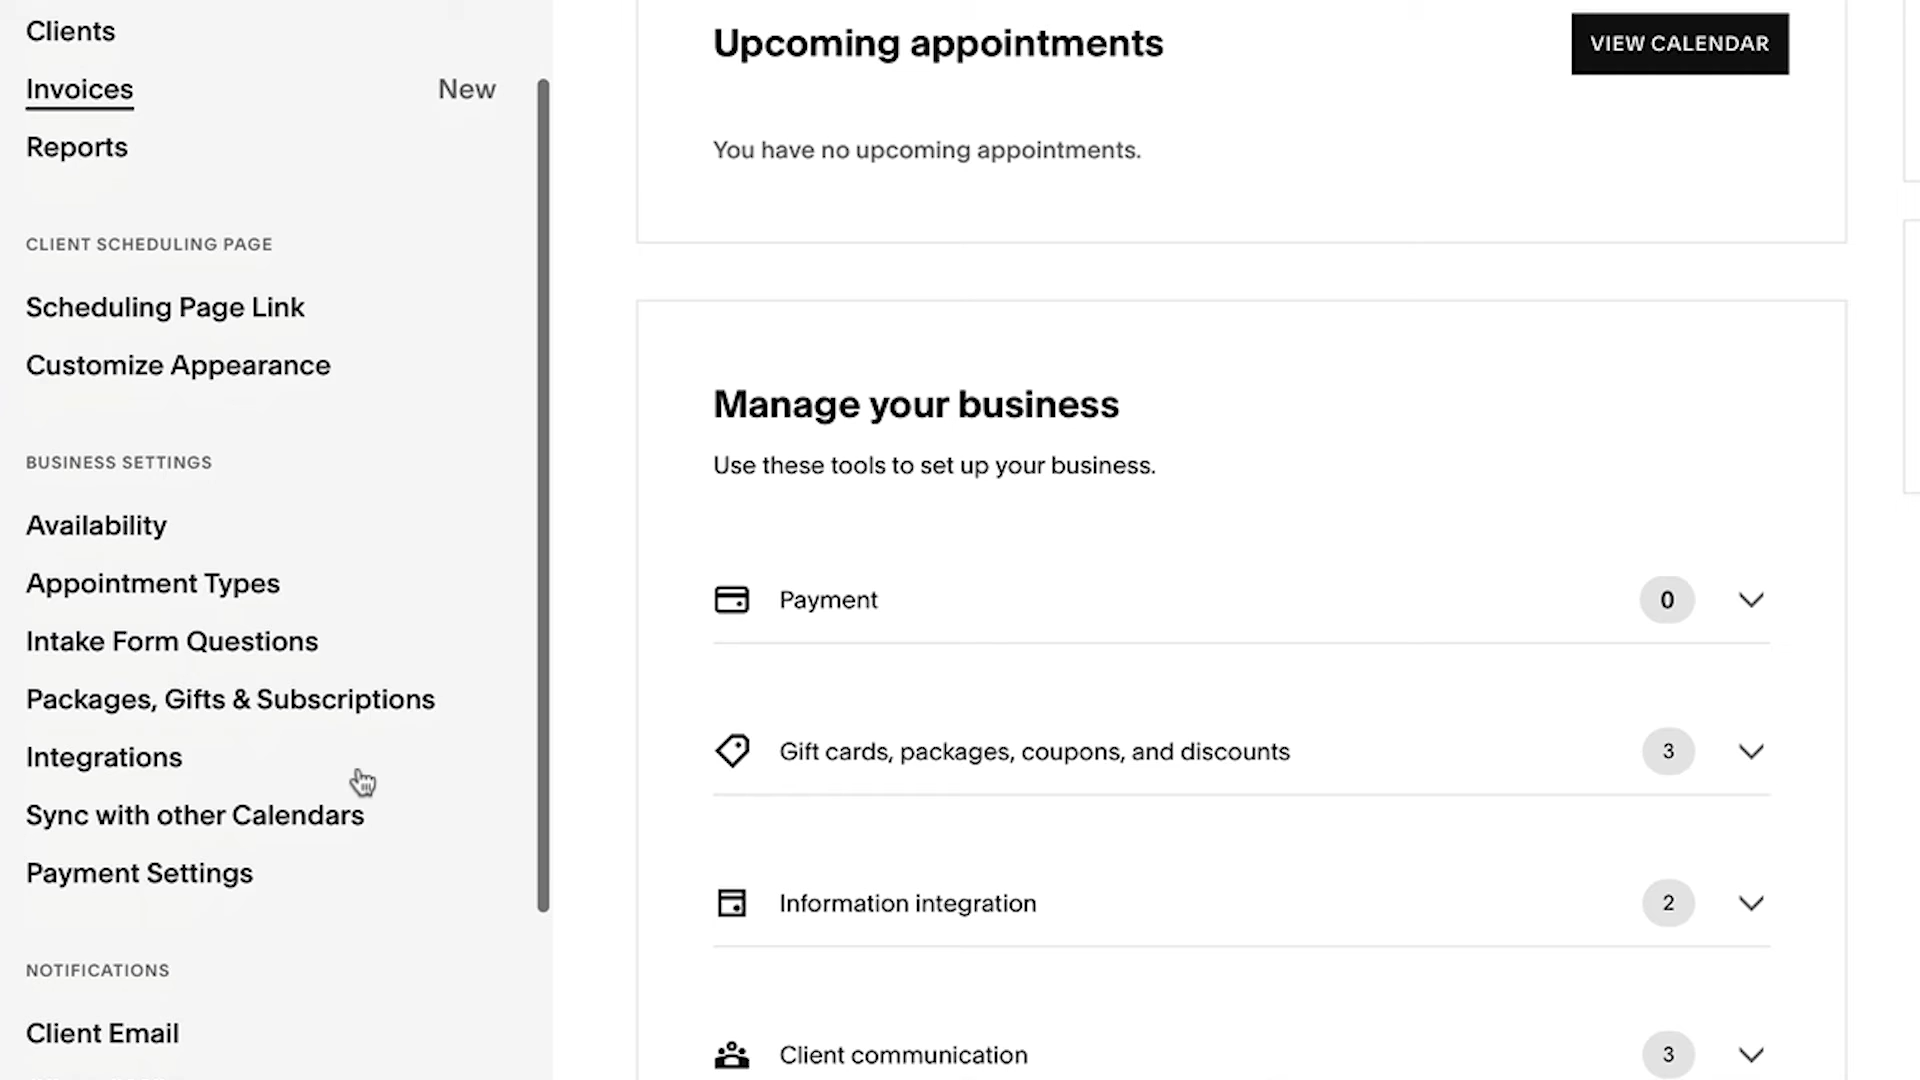 Clients
Invoices New
Reports
CLIENT SCHEDULING PAGE
Scheduling Page Link
Customize Appearance
BUSINESS SETTINGS
Availability
Appointment Types
Intake Form Questions
Packages, Gifts & Subscriptions
Integrations
Sync with other Calendars
Payment Settings
NOTIFICATIONS
Client Email
Upcoming appointments
VIEW CALENDAR
You have no upcoming appointments.
Manage your business
Use these tools to set up your business.
Payment 0
Gift cards, packages, coupons, and discounts 3
Information integration 2
Client communication 3